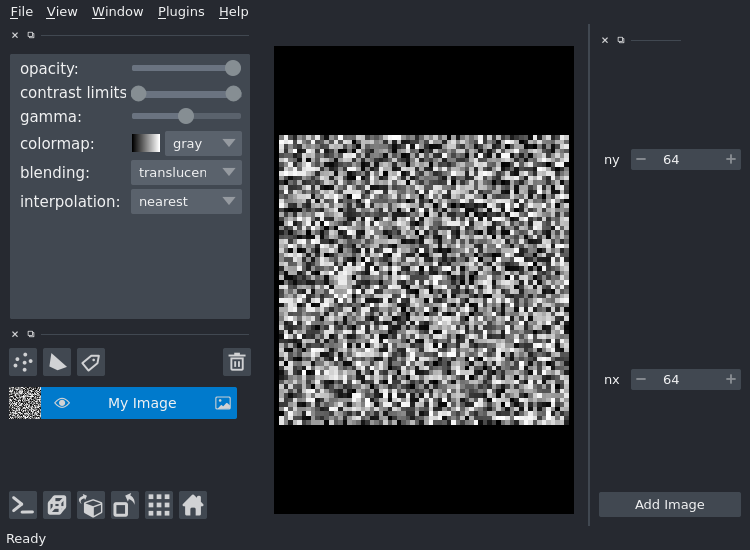 File View Window Plugins Help
opacity:
contrast limits
gamma:
colormap: gray
blending: translucen
interpolation: nearest
My Image
ny 64
nx 64
Add Image
Ready